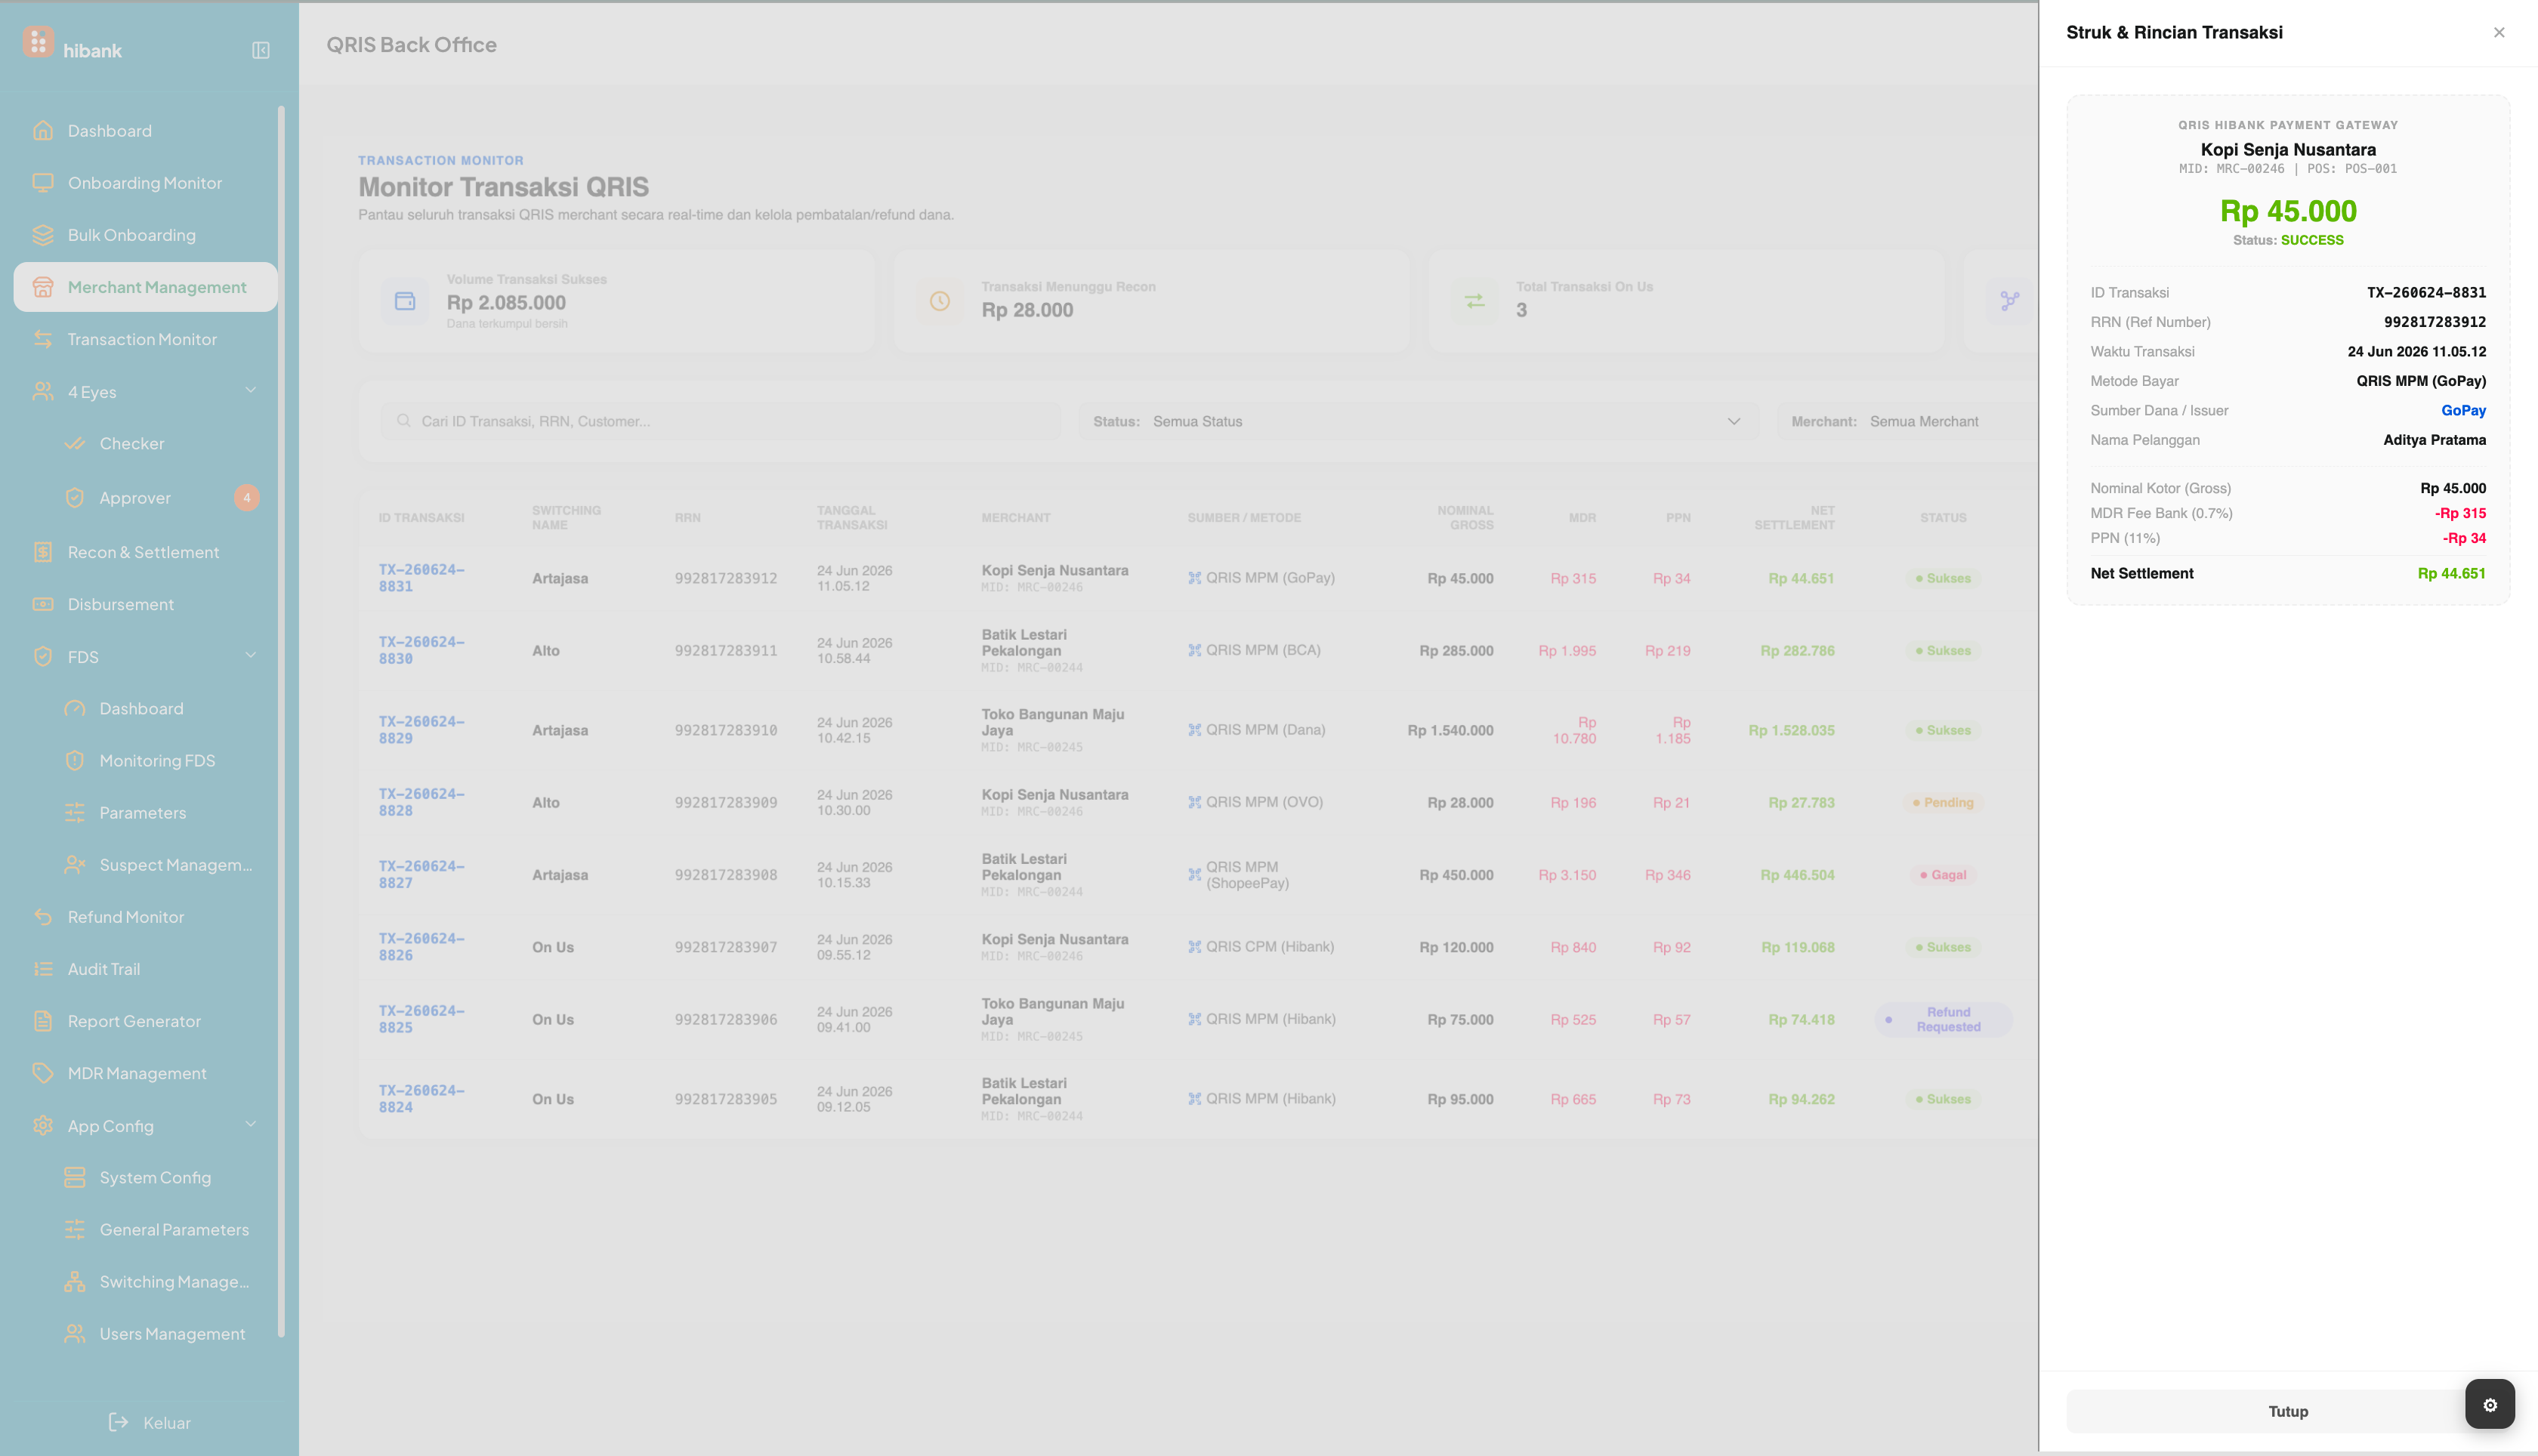 hibank
Dashboard
Onboarding Monitor
Bulk Onboarding
Merchant Management
Transaction Monitor
4 Eyes
Checker
Approver
4
Recon & Settlement
Disbursement
FDS
Dashboard
Monitoring FDS
Parameters
Suspect Managem...
Refund Monitor
Audit Trail
Report Generator
MDR Management
App Config
System Config
General Parameters
Switching Manage...
Users Management
Keluar
QRIS Back Office
TRANSACTION MONITOR
Monitor Transaksi QRIS
Pantau seluruh transaksi QRIS merchant secara real-time dan kelola pembatalan/refund dana.
Volume Transaksi Sukses
Rp 2.085.000
Dana terkumpul bersih
Transaksi Menunggu Recon
Rp 28.000
Total Transaksi On Us
3
Cari ID Transaksi, RRN, Customer...
Status: Semua Status
Merchant: Semua Merchant
ID TRANSAKSI
SWITCHING
NAME
RRN
TANGGAL
TRANSAKSI
MERCHANT
SUMBER / METODE
NOMINAL
GROSS
MDR
PPN
NET
SETTLEMENT
STATUS
TX-260624-
8831
Artajasa
992817283912
24 Jun 2026
11.05.12
Kopi Senja Nusantara
MID: MRC-00246
QRIS MPM (GoPay)
Rp 45.000
Rp 315
Rp 34
Rp 44.651
Sukses
TX-260624-
8830
Alto
992817283911
24 Jun 2026
10.58.44
Batik Lestari
Pekalongan
MID: MRC-00244
QRIS MPM (BCA)
Rp 285.000
Rp 1.995
Rp 219
Rp 282.786
Sukses
TX-260624-
8829
Artajasa
992817283910
24 Jun 2026
10.42.15
Toko Bangunan Maju
Jaya
MID: MRC-00245
QRIS MPM (Dana)
Rp 1.540.000
Rp
10.780
Rp
1.185
Rp 1.528.035
Sukses
TX-260624-
8828
Alto
992817283909
24 Jun 2026
10.30.00
Kopi Senja Nusantara
MID: MRC-00246
QRIS MPM (OVO)
Rp 28.000
Rp 196
Rp 21
Rp 27.783
Pending
TX-260624-
8827
Artajasa
992817283908
24 Jun 2026
10.15.33
Batik Lestari
Pekalongan
MID: MRC-00244
QRIS MPM
(ShopeePay)
Rp 450.000
Rp 3.150
Rp 346
Rp 446.504
Gagal
TX-260624-
8826
On Us
992817283907
24 Jun 2026
09.55.12
Kopi Senja Nusantara
MID: MRC-00246
QRIS CPM (Hibank)
Rp 120.000
Rp 840
Rp 92
Rp 119.068
Sukses
TX-260624-
8825
On Us
992817283906
24 Jun 2026
09.41.00
Toko Bangunan Maju
Jaya
MID: MRC-00245
QRIS MPM (Hibank)
Rp 75.000
Rp 525
Rp 57
Rp 74.418
Refund
Requested
TX-260624-
8824
On Us
992817283905
24 Jun 2026
09.12.05
Batik Lestari
Pekalongan
MID: MRC-00244
QRIS MPM (Hibank)
Rp 95.000
Rp 665
Rp 73
Rp 94.262
Sukses
Struk & Rincian Transaksi
QRIS HIBANK PAYMENT GATEWAY
Kopi Senja Nusantara
MID: MRC-00246 | POS: POS-001
Rp 45.000
Status: SUCCESS
ID Transaksi TX-260624-8831
RRN (Ref Number) 992817283912
Waktu Transaksi 24 Jun 2026 11.05.12
Metode Bayar QRIS MPM (GoPay)
Sumber Dana / Issuer GoPay
Nama Pelanggan Aditya Pratama
Nominal Kotor (Gross) Rp 45.000
MDR Fee Bank (0.7%) -Rp 315
PPN (11%) -Rp 34
Net Settlement Rp 44.651
Tutup